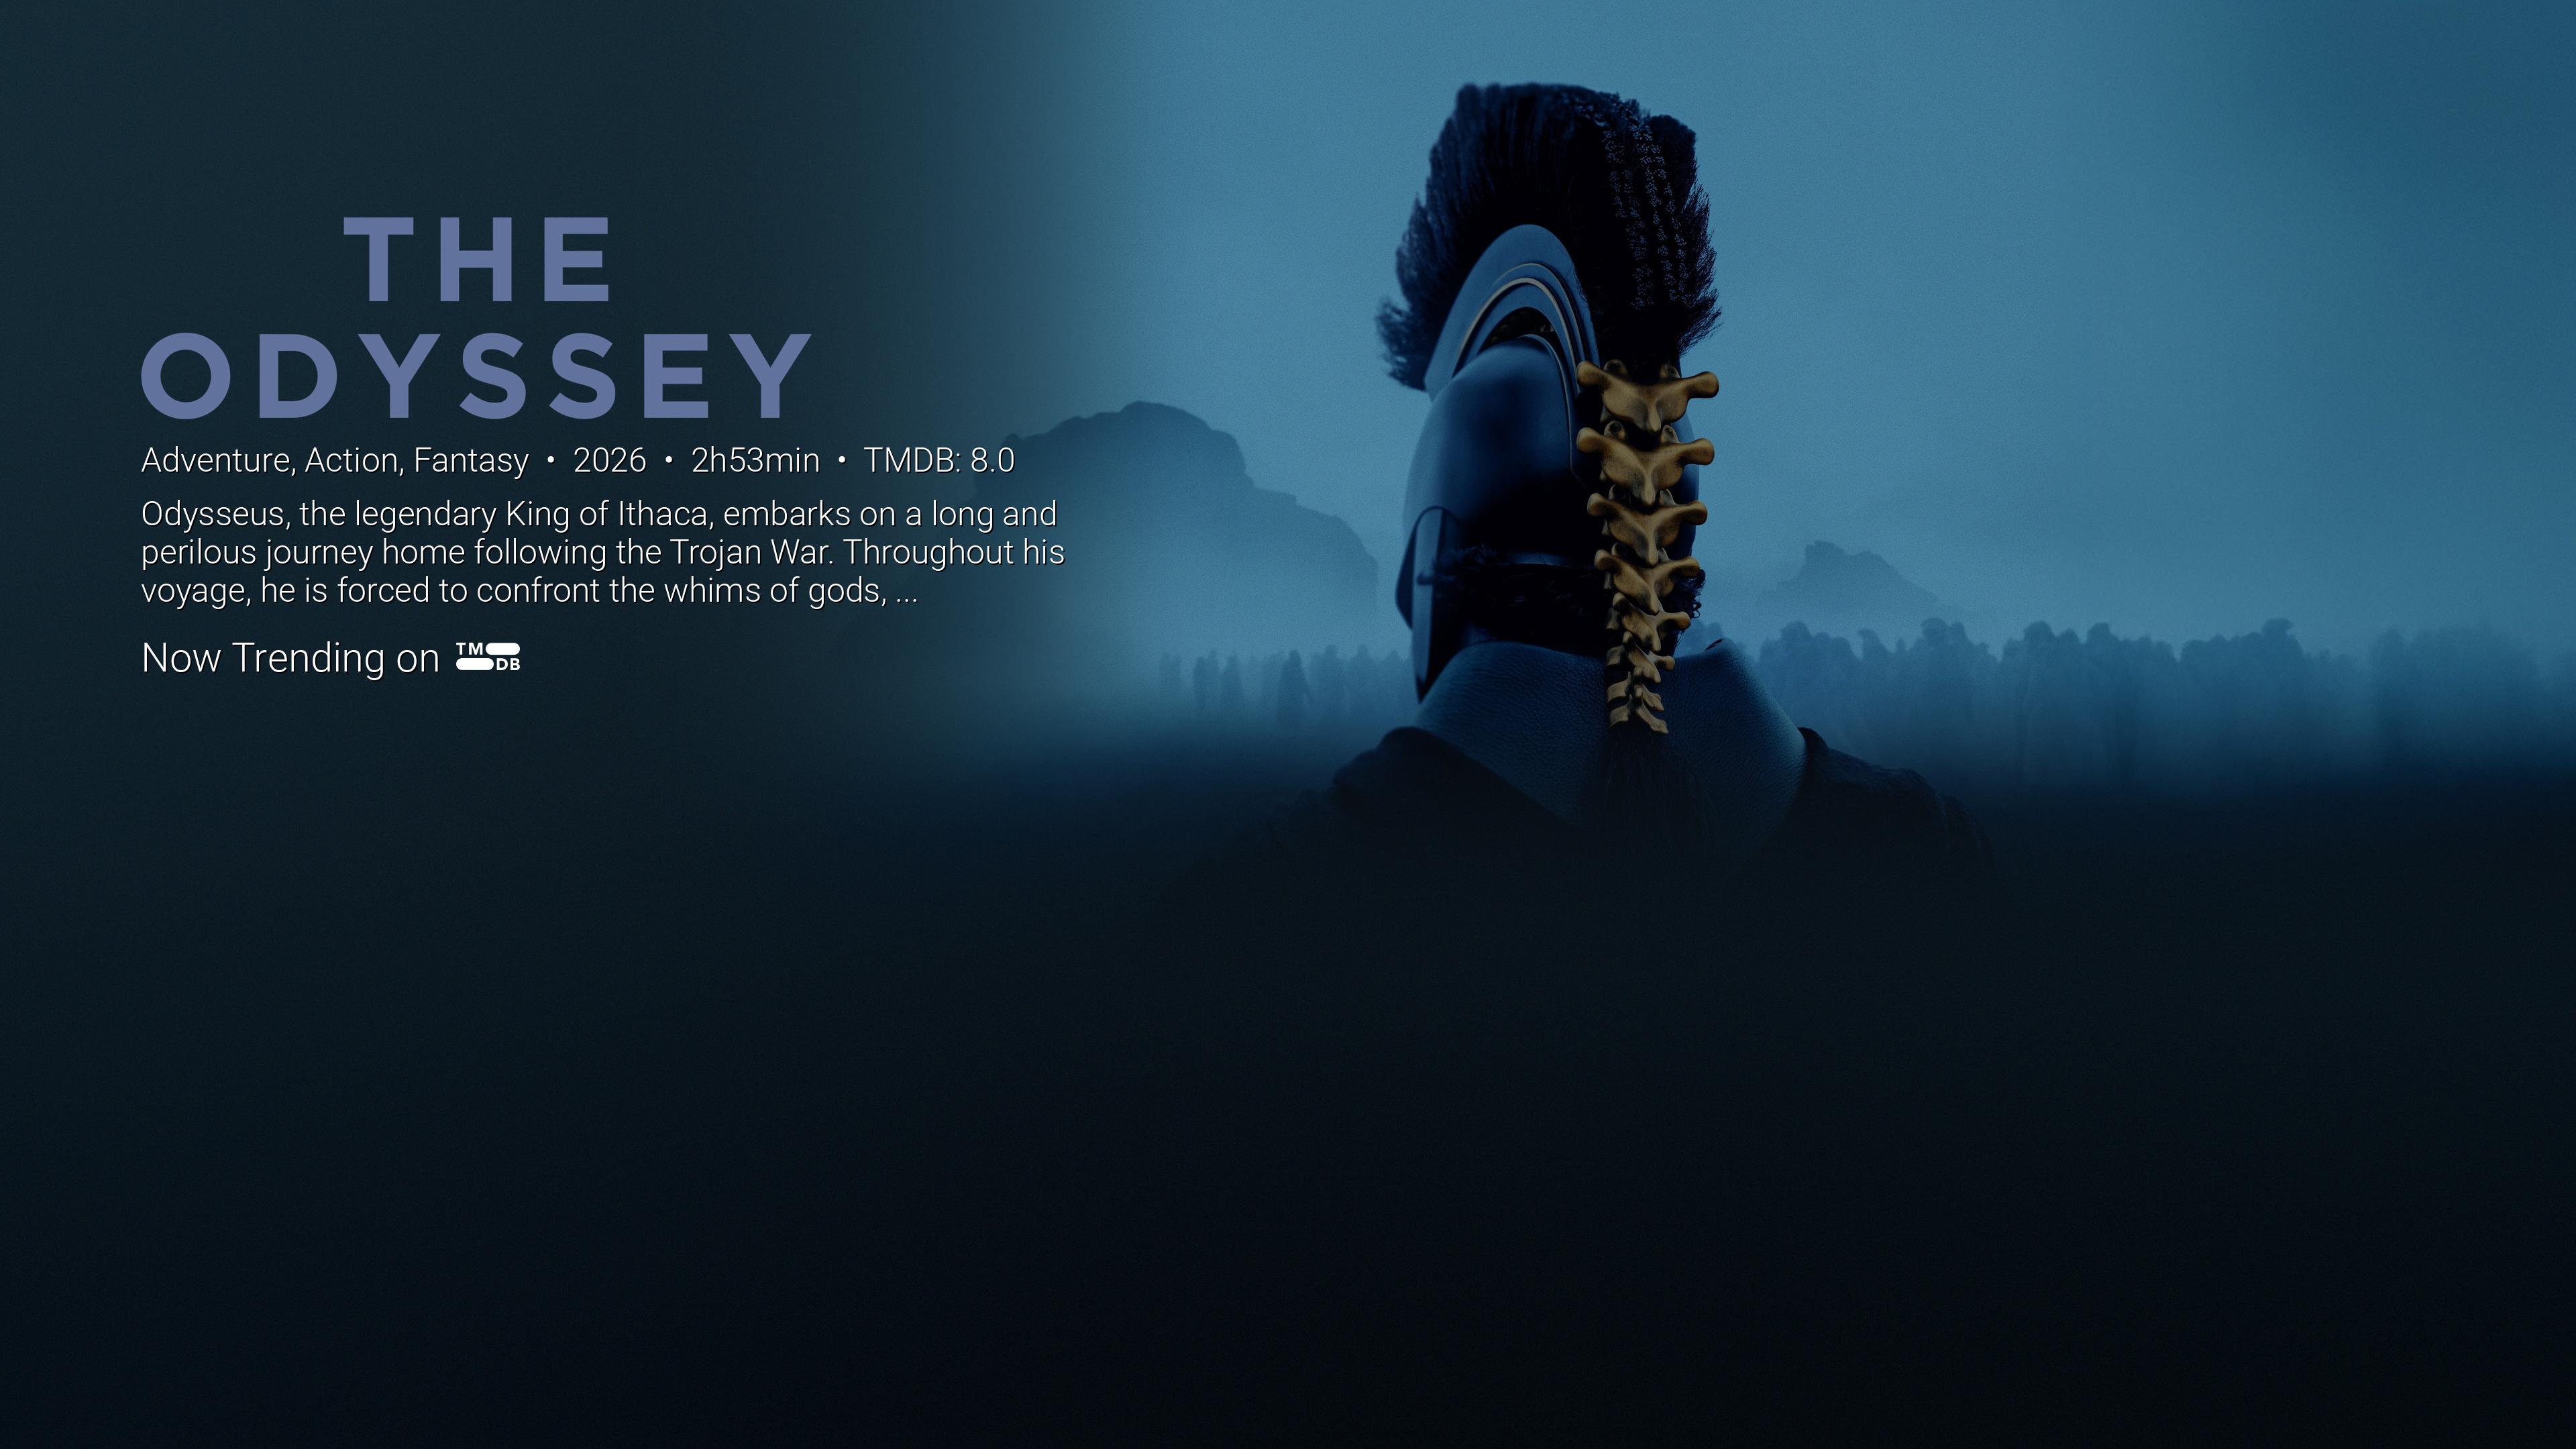 THE
ODYSSEY
Adventure, Action, Fantasy • 2026 • 2h53min • TMDB: 8.0
Odysseus, the legendary King of Ithaca, embarks on a long and
perilous journey home following the Trojan War. Throughout his
voyage, he is forced to confront the whims of gods, ...
Now Trending on TMDB